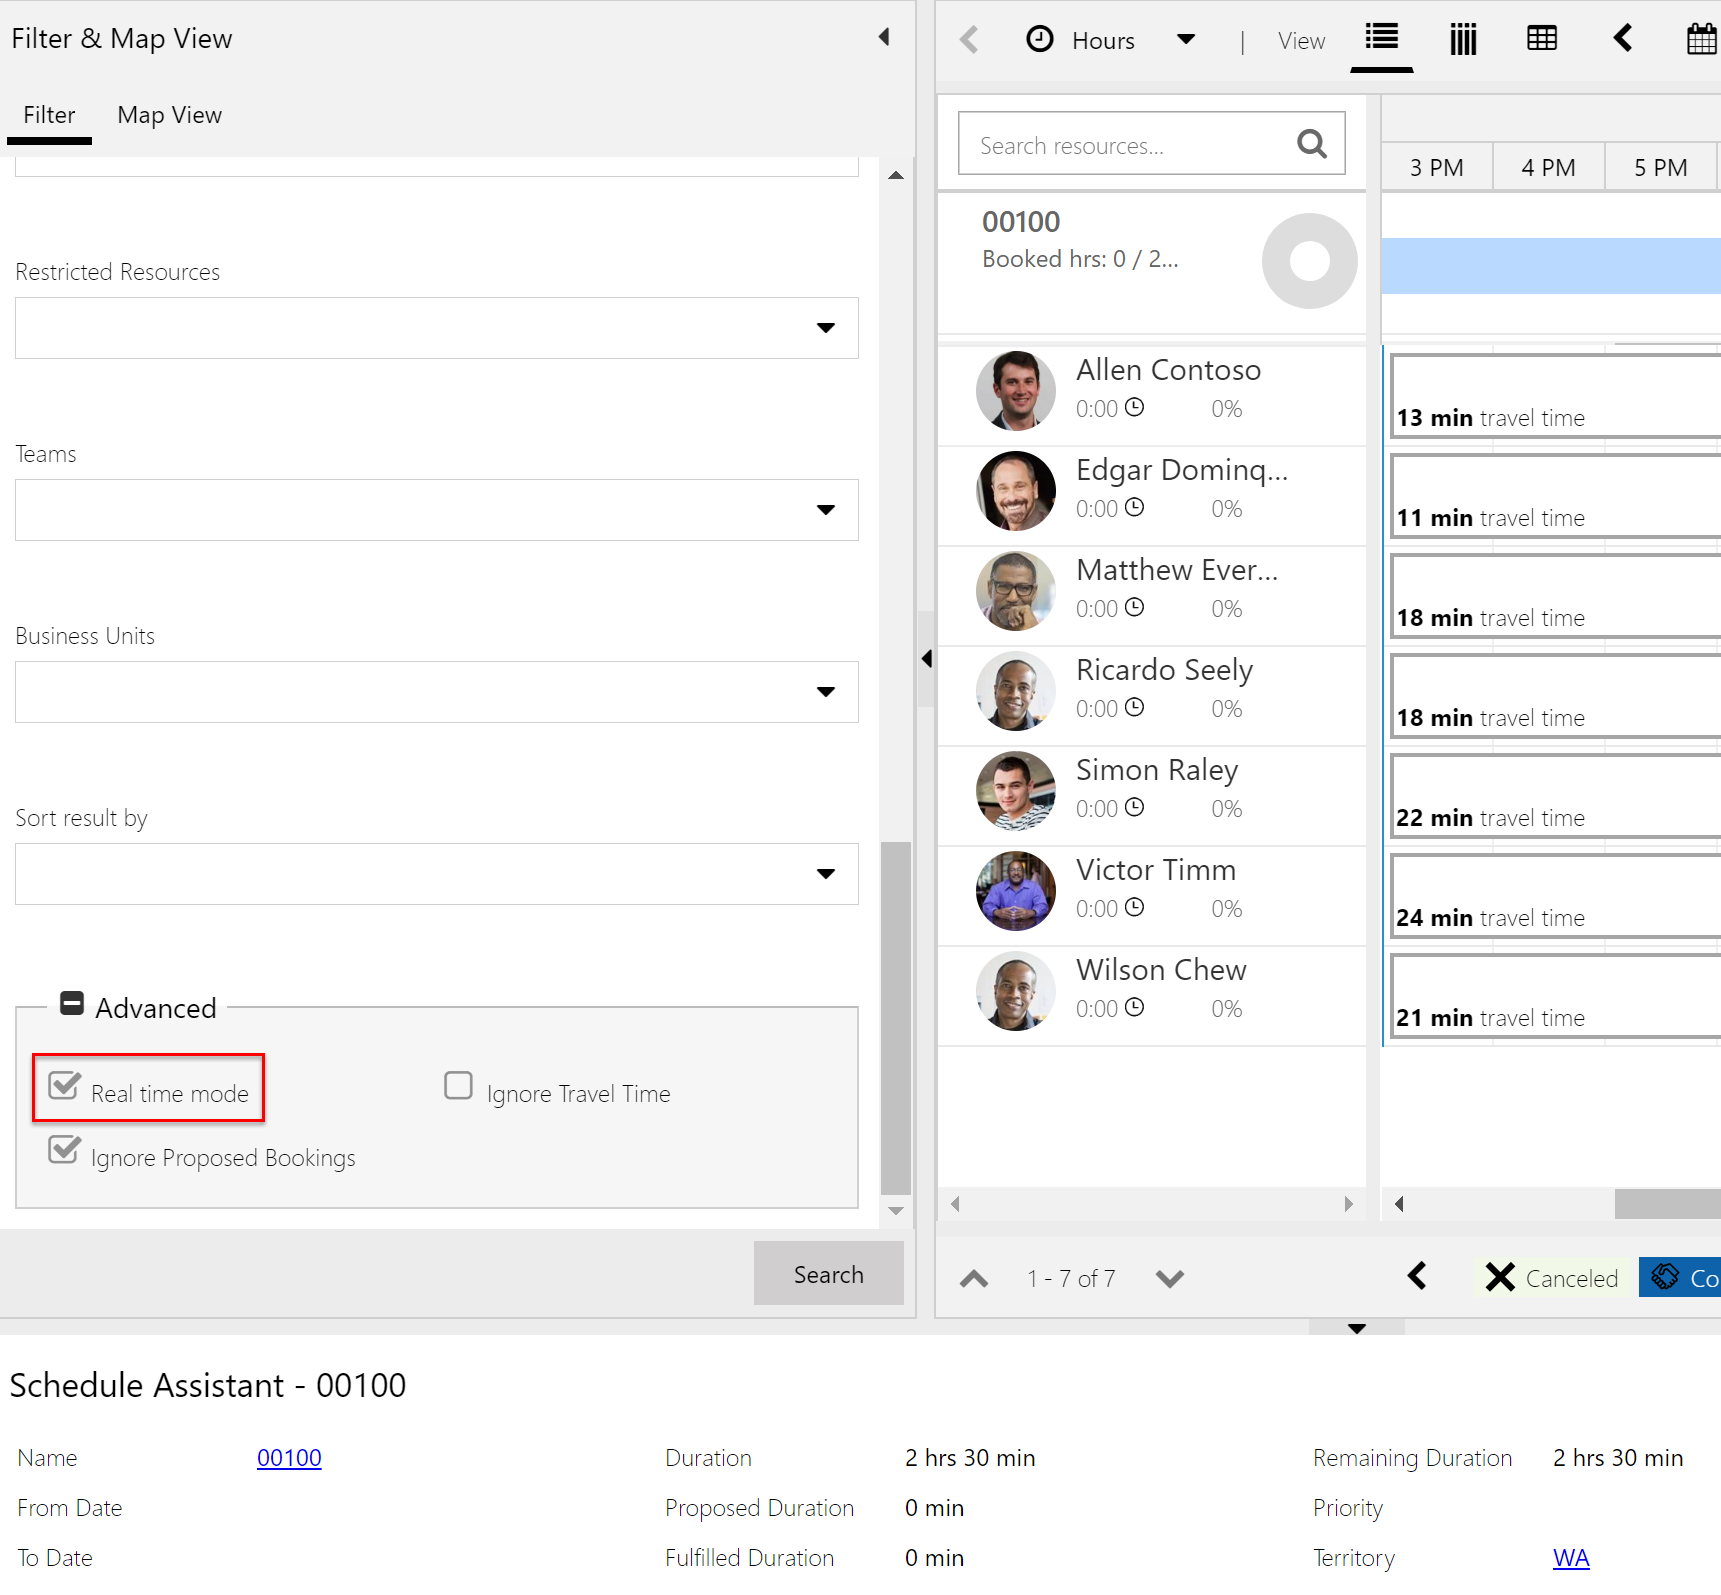 Filter & Map View
Filter
Map View
Restricted Resources
Teams
Business Units
Sort result by
Advanced
Real time mode
Ignore Travel Time
Ignore Proposed Bookings
Search
Hours
|
View
Search resources...
3 PM
4 PM
5 PM
00100
Booked hrs: 0 / 2...
Allen Contoso
0:00 0%
13 min travel time
Edgar Dominq...
0:00 0%
11 min travel time
Matthew Ever...
0:00 0%
18 min travel time
Ricardo Seely
0:00 0%
18 min travel time
Simon Raley
0:00 0%
22 min travel time
Victor Timm
0:00 0%
24 min travel time
Wilson Chew
0:00 0%
21 min travel time
1 - 7 of 7
Canceled
Co
Schedule Assistant - 00100
Name 00100
Duration 2 hrs 30 min
Remaining Duration 2 hrs 30 min
From Date
Proposed Duration 0 min
Priority
To Date
Fulfilled Duration 0 min
Territory WA